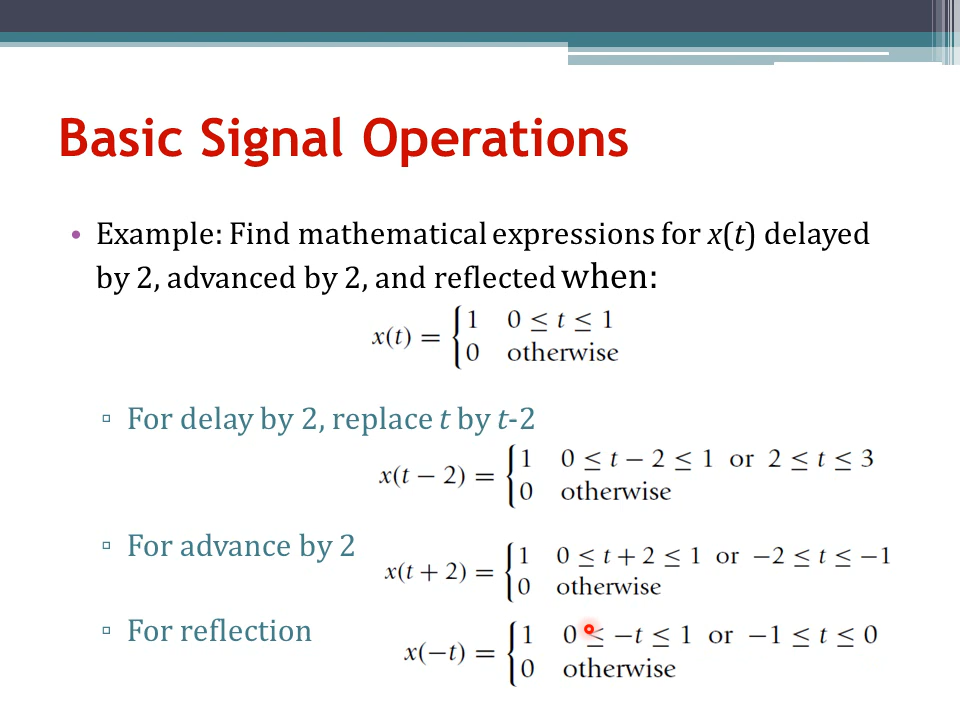 Basic Signal Operations
• Example: Find mathematical expressions for x(t) delayed
by 2, advanced by 2, and reflected when:
x(t) = { 1 0 ≤ t ≤ 1
0 otherwise
▫ For delay by 2, replace t by t-2
x(t − 2) = { 1 0 ≤ t − 2 ≤ 1 or 2 ≤ t ≤ 3
0 otherwise
▫ For advance by 2
x(t + 2) = { 1 0 ≤ t + 2 ≤ 1 or −2 ≤ t ≤ −1
0 otherwise
▫ For reflection
x(−t) = { 1 0 ≤ −t ≤ 1 or −1 ≤ t ≤ 0
0 otherwise